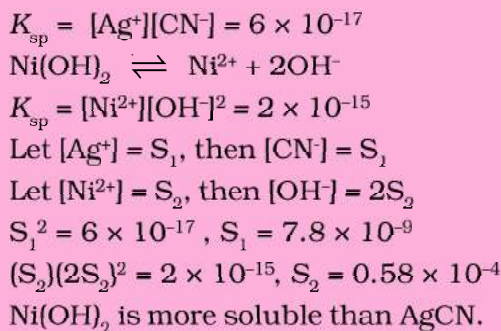 K_sp = [Ag⁺][CN⁻] = 6 × 10⁻¹⁷
Ni(OH)₂ ⇌ Ni²⁺ + 2OH⁻
K_sp = [Ni²⁺][OH⁻]² = 2 × 10⁻¹⁵
Let [Ag⁺] = S₁, then [CN⁻] = S₁
Let [Ni²⁺] = S₂, then [OH⁻] = 2S₂
S₁² = 6 × 10⁻¹⁷ , S₁ = 7.8 × 10⁻⁹
(S₂)(2S₂)² = 2 × 10⁻¹⁵, S₂ = 0.58 × 10⁻⁴
Ni(OH)₂ is more soluble than AgCN.